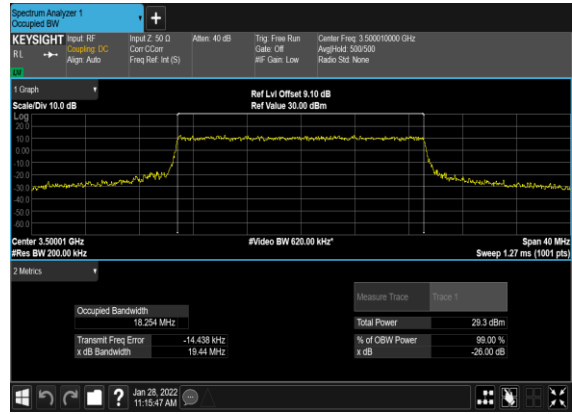 Spectrum Analyzer 1
Occupied BW
+
KEYSIGHT Input: RF Input Z: 50 Ω Atten: 40 dB Trig: Free Run Center Freq: 3.500010000 GHz
RL Coupling: DC Corr CCorr Gate: Off Avg|Hold: 500/500
Align: Auto Freq Ref: Int (S) #IF Gain: Low Radio Std: None
1 Graph
Ref Lvl Offset 9.10 dB
Scale/Div 10.0 dB Ref Value 30.00 dBm
Log
20.0
10.0
0.00
-10.0
-20.0
-30.0
-40.0
-50.0
-60.0
Center 3.50001 GHz #Video BW 620.00 kHz* Span 40 MHz
#Res BW 200.00 kHz Sweep 1.27 ms (1001 pts)
2 Metrics
Measure Trace Trace 1
Occupied Bandwidth
18.254 MHz Total Power 29.3 dBm
Transmit Freq Error -14.438 kHz % of OBW Power 99.00 %
x dB Bandwidth 19.44 MHz x dB -26.00 dB
? Jan 28, 2022
11:15:47 AM